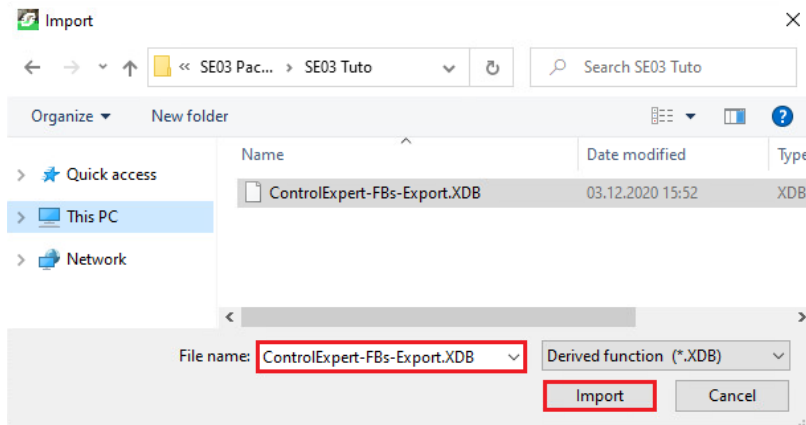 Import
« SE03 Pac... › SE03 Tuto
Search SE03 Tuto
Organize
New folder
Name
Date modified
Type
Quick access
ControlExpert-FBs-Export.XDB
03.12.2020 15:52
XDB
This PC
Network
File name:
ControlExpert-FBs-Export.XDB
Derived function (*.XDB)
Import
Cancel